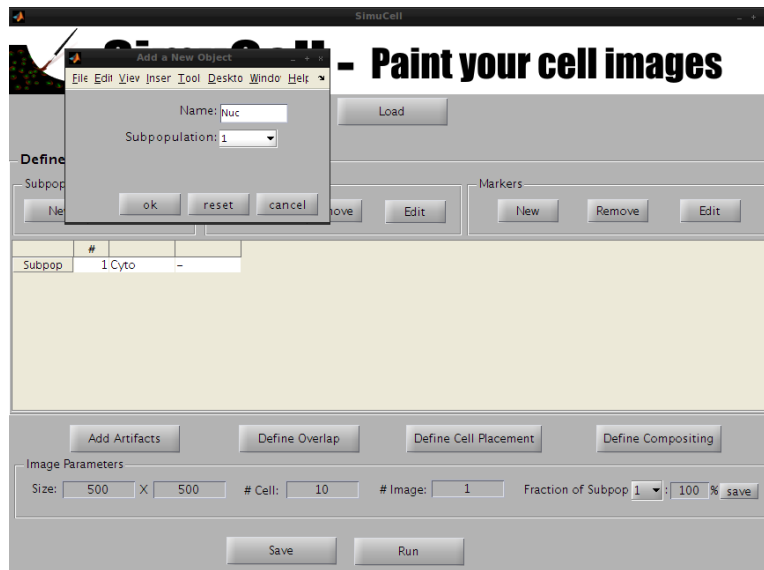 SimuCell
- Paint your cell images
Add a New Object
File Edit View Inser Tool Deskto Windo Help
Name: Nuc
Subpopulation: 1
ok reset cancel
Load
Define
Subpop
Markers
Ne ove Edit New Remove Edit
#
Subpop 1 Cyto -
Add Artifacts Define Overlap Define Cell Placement Define Compositing
Image Parameters
Size: 500 X 500 # Cell: 10 # Image: 1 Fraction of Subpop 1 : 100 % save
Save Run